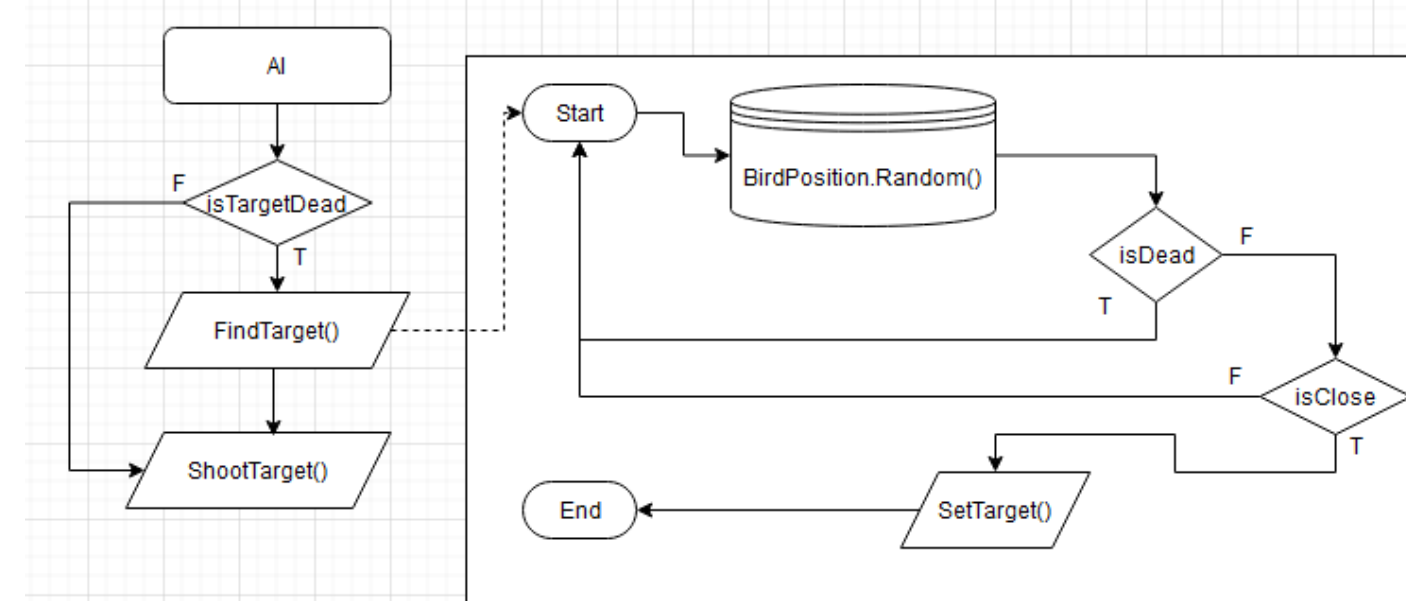 AI
isTargetDead
F
T
FindTarget()
ShootTarget()
Start
BirdPosition.Random()
isDead
F
T
isClose
F
T
SetTarget()
End